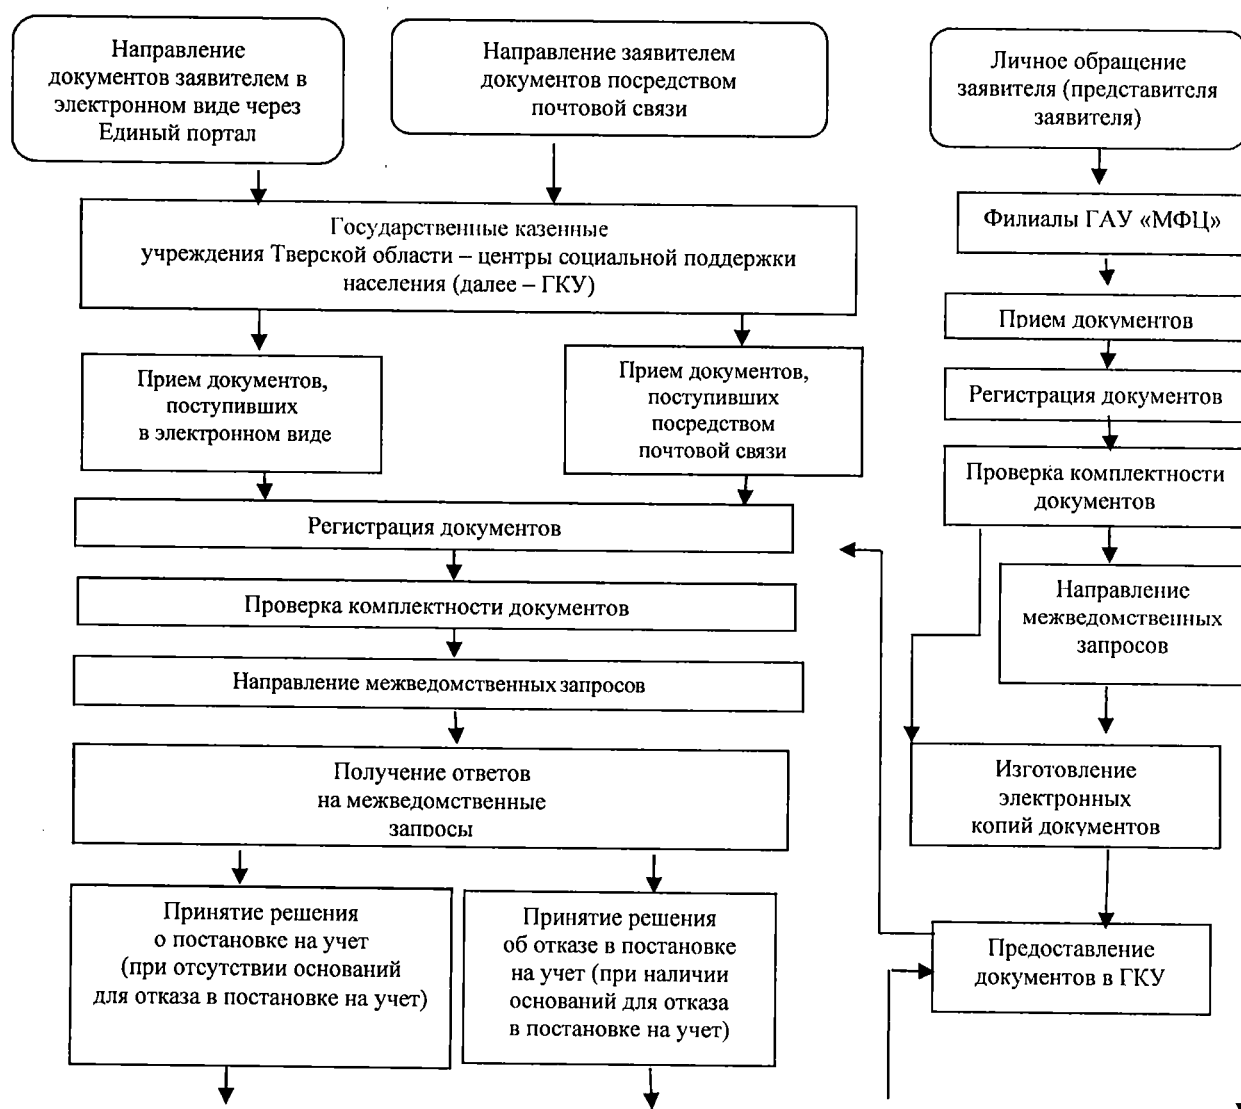 Направление
документов заявителем в
электронном виде через
Единый портал
Направление заявителем
документов посредством
почтовой связи
Личное обращение
заявителя (представителя
заявителя)
Государственные казенные
учреждения Тверской области – центры социальной поддержки
населения (далее – ГКУ)
Филиалы ГАУ «МФЦ»
Прием документов
Прием документов,
поступивших
в электронном виде
Прием документов,
поступивших
посредством
почтовой связи
Регистрация документов
Проверка комплектности
документов
Регистрация документов
Направление
межведомственных
запросов
Проверка комплектности документов
Направление межведомственных запросов
Получение ответов
на межведомственные
запросы
Изготовление
электронных
копий документов
Принятие решения
о постановке на учет
(при отсутствии оснований
для отказа в постановке на учет)
Принятие решения
об отказе в постановке
на учет (при наличии
оснований для отказа
в постановке на учет)
Предоставление
документов в ГКУ